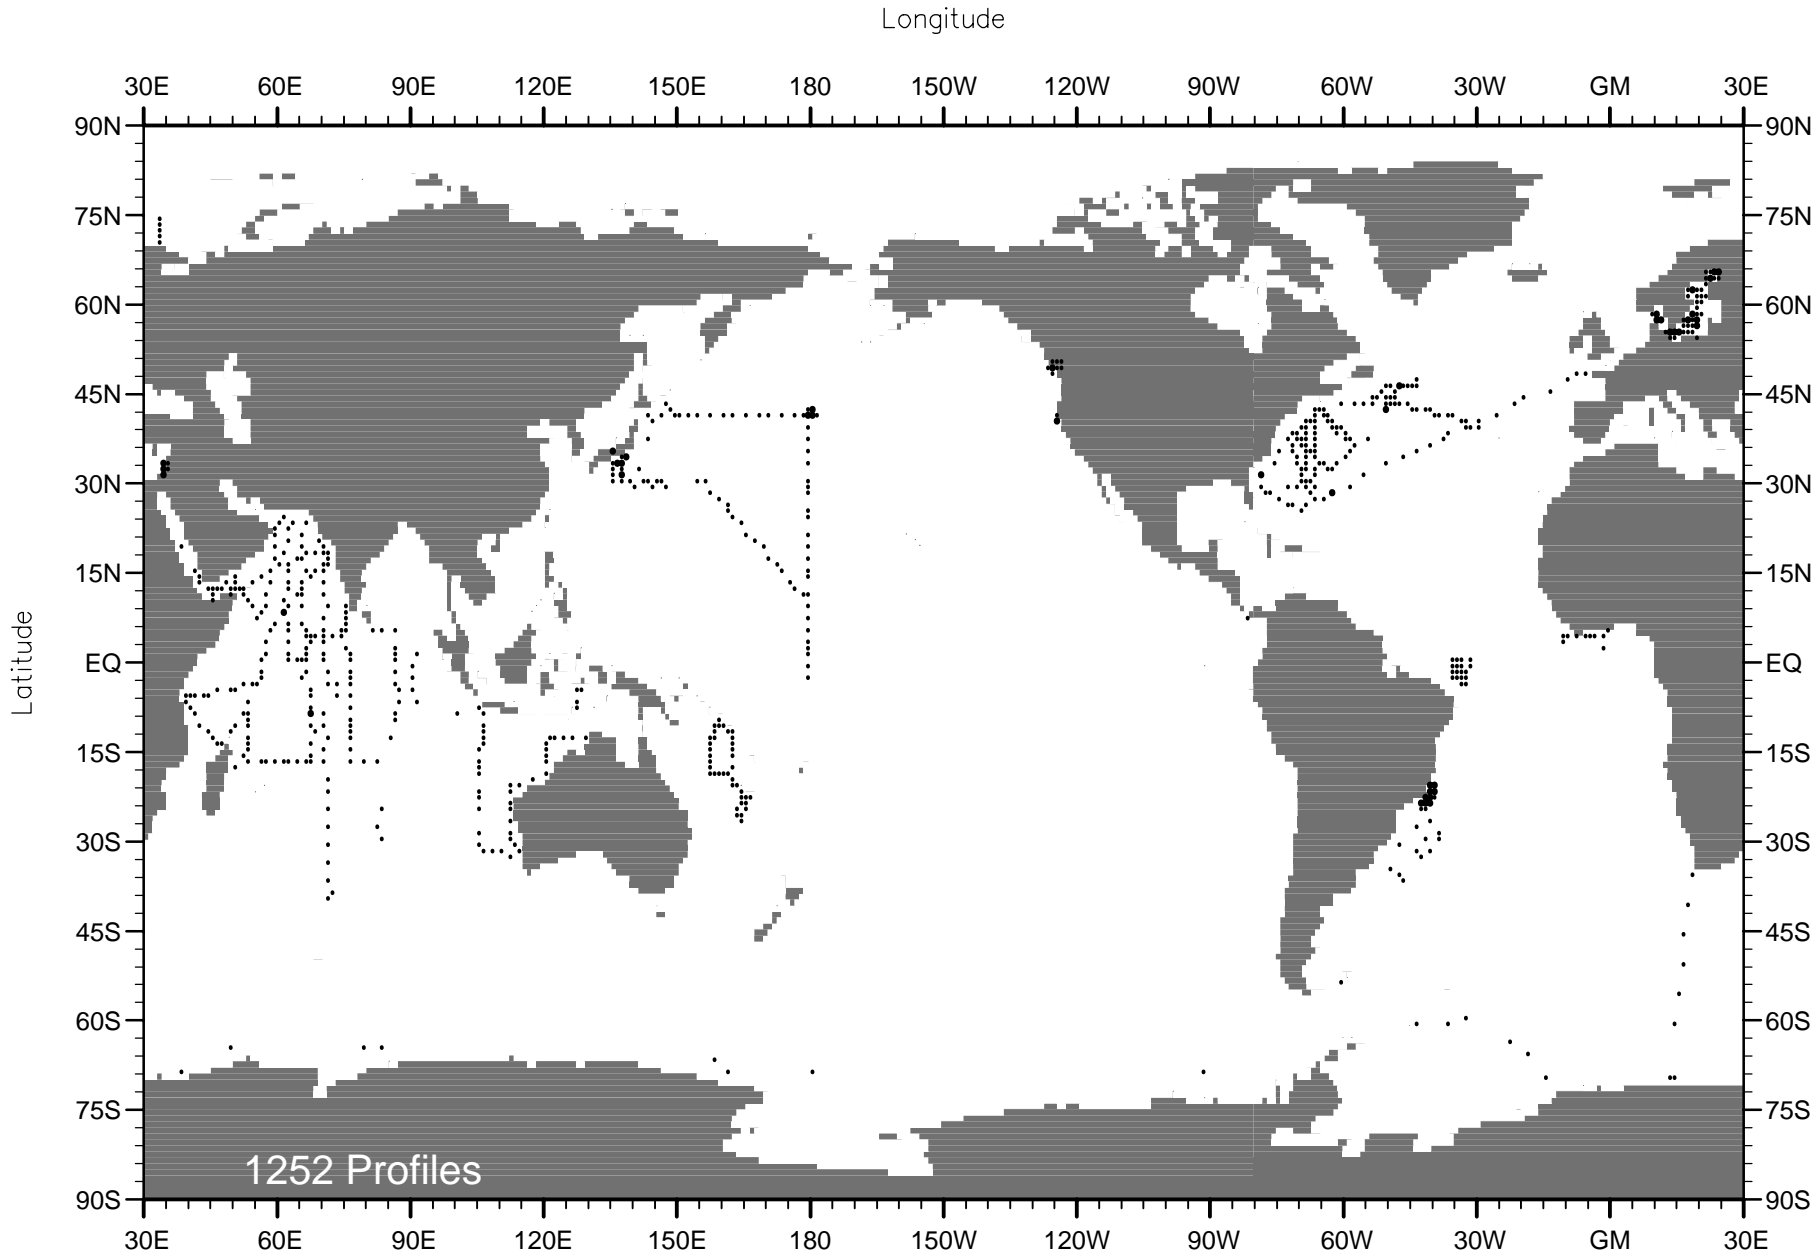 Longitude
30E 60E 90E 120E 150E 180 150W 120W 90W 60W 30W GM 30E
90N 90N
75N 75N
60N 60N
45N 45N
30N 30N
15N 15N
Latitude
EQ EQ
15S 15S
30S 30S
45S 45S
60S 60S
75S 75S
1252 Profiles
90S 90S
30E 60E 90E 120E 150E 180 150W 120W 90W 60W 30W GM 30E